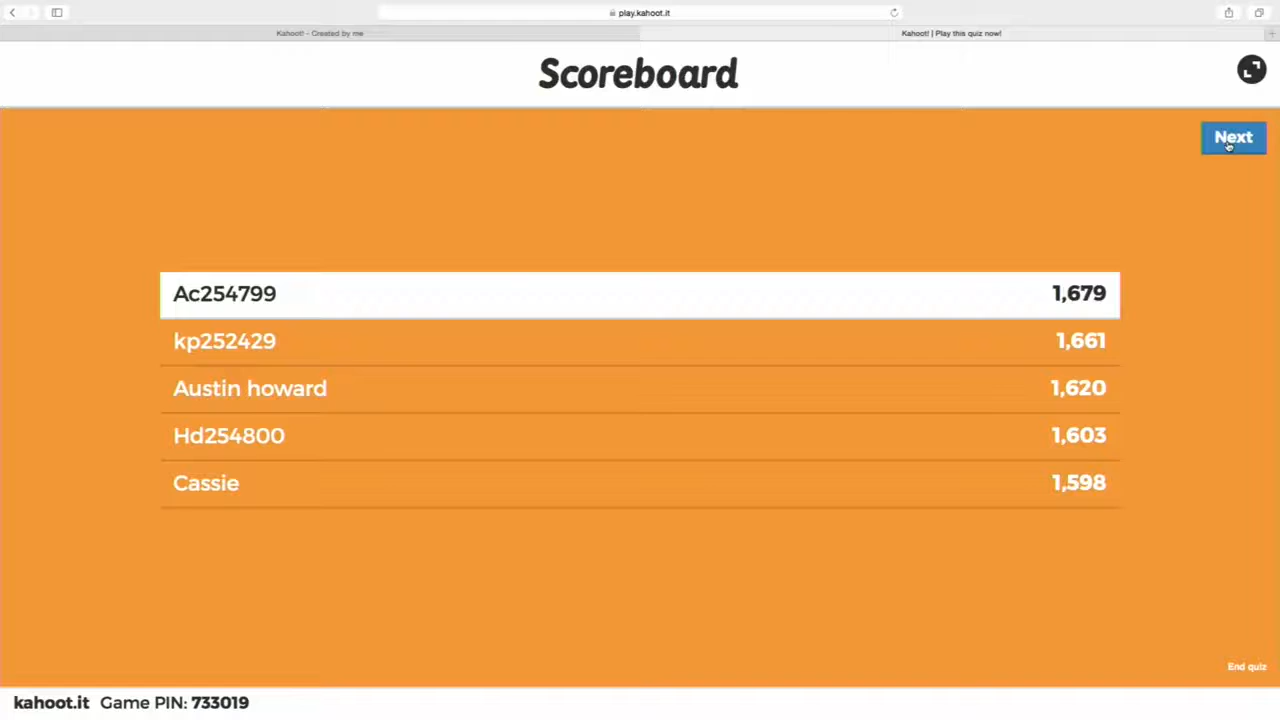 play.kahoot.it
Kahoot! - Created by me
Kahoot! | Play this quiz now!
Scoreboard
Next
Ac254799 1,679
kp252429 1,661
Austin howard 1,620
Hd254800 1,603
Cassie 1,598
End quiz
kahoot.it Game PIN: 733019